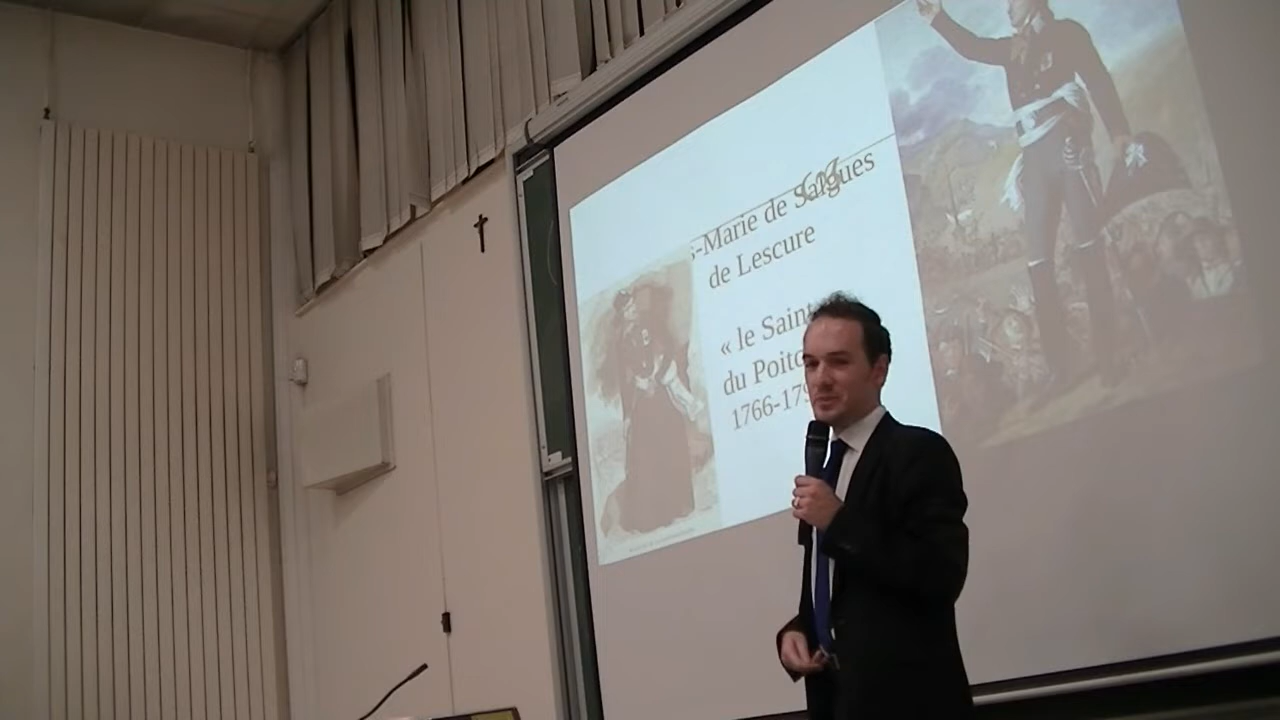 s-Marie de Salgues
de Lescure
« le Saint
du Poito
1766-179